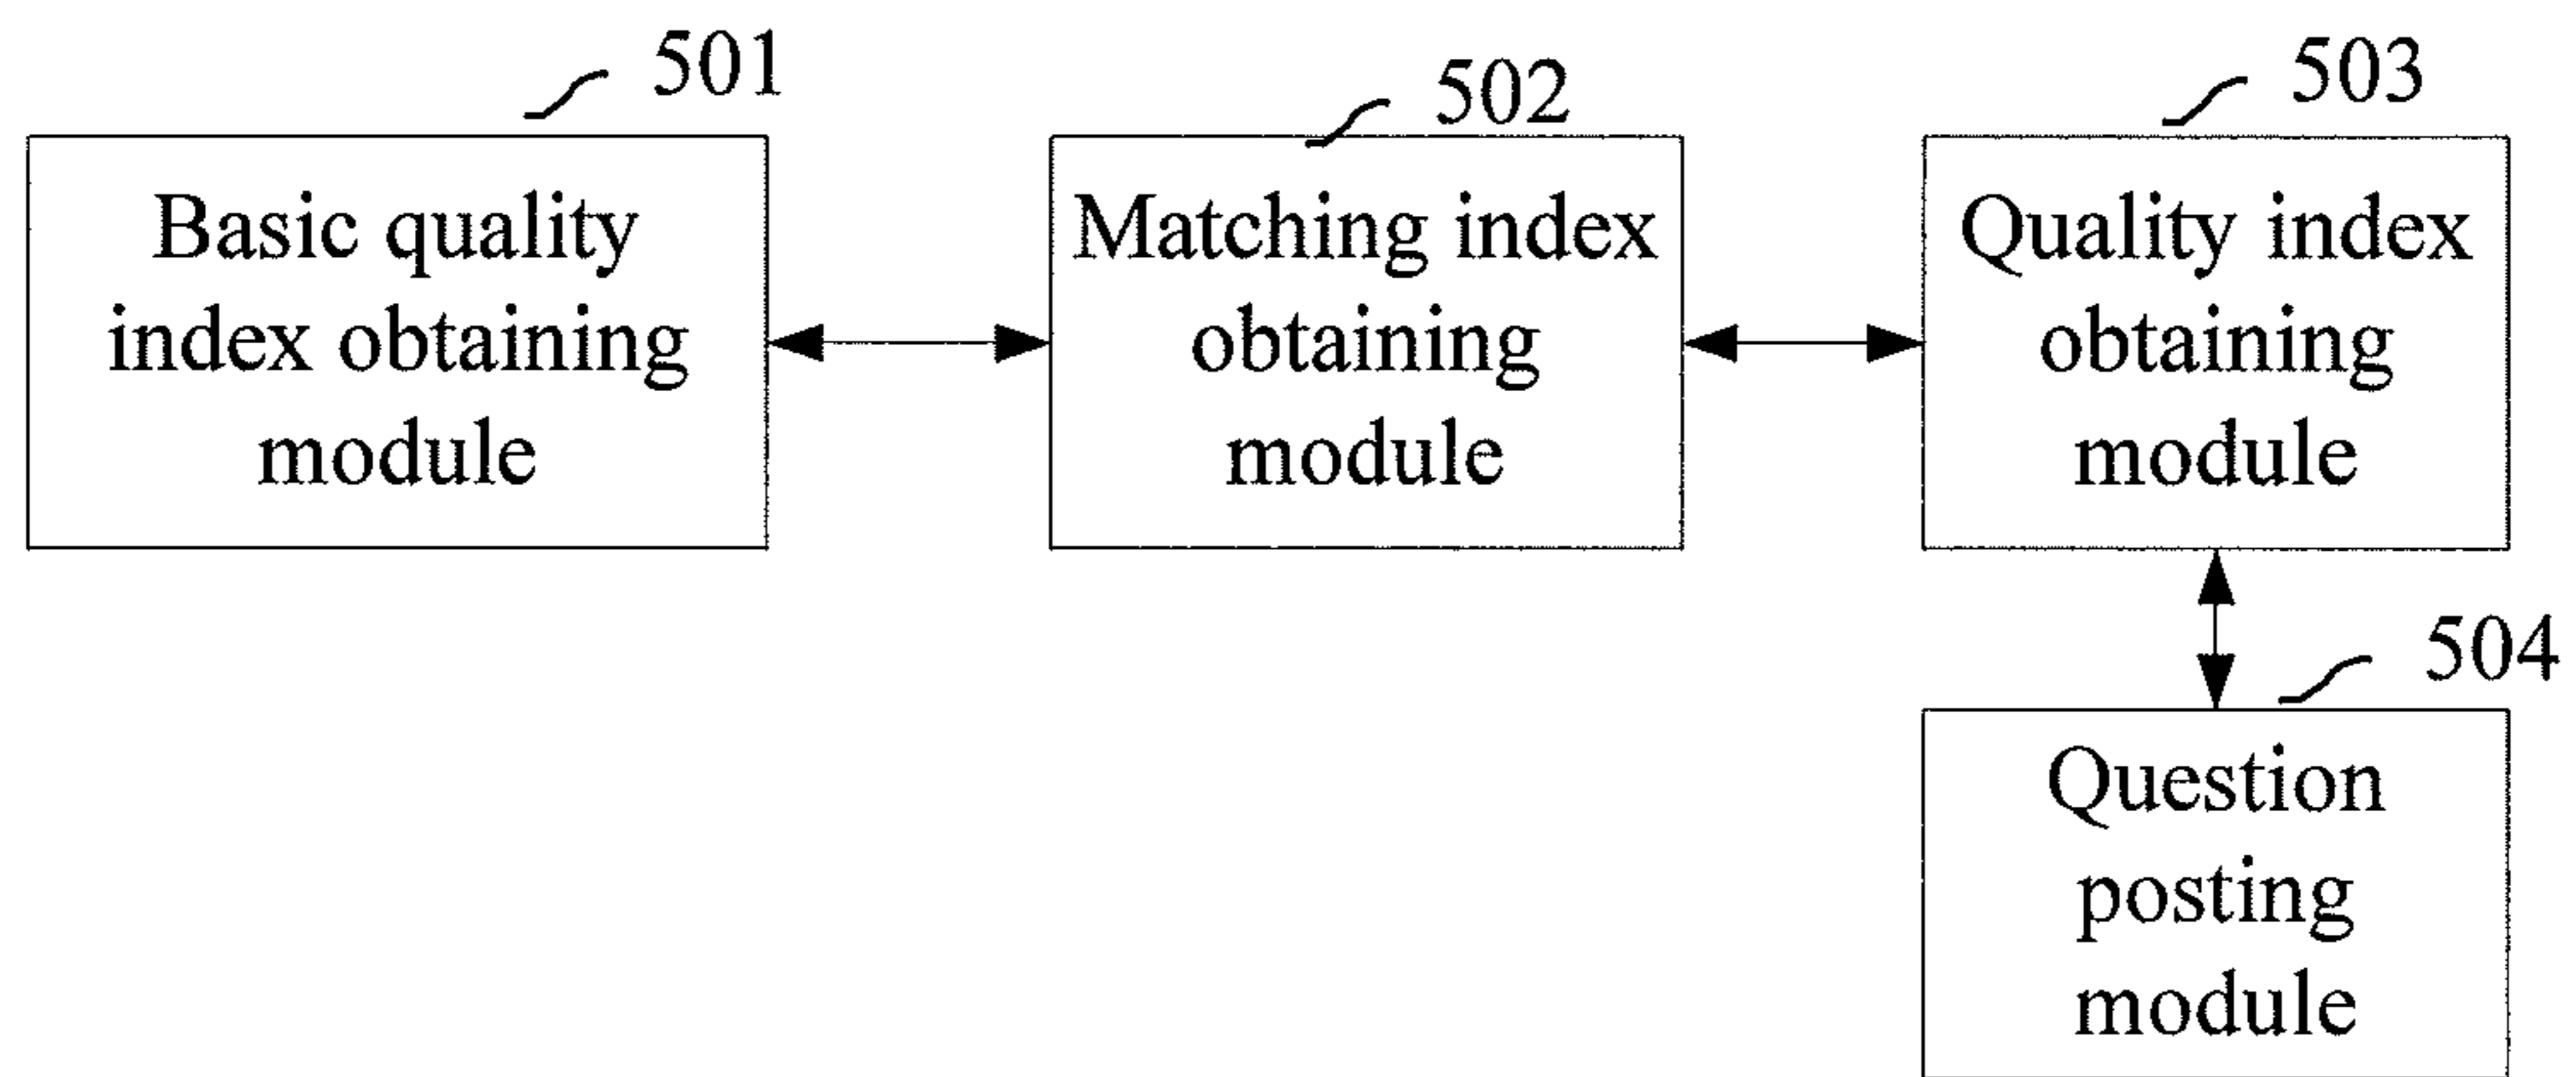 501
Basic quality
index obtaining
module
502
Matching index
obtaining
module
503
Quality index
obtaining
module
504
Question
posting
module